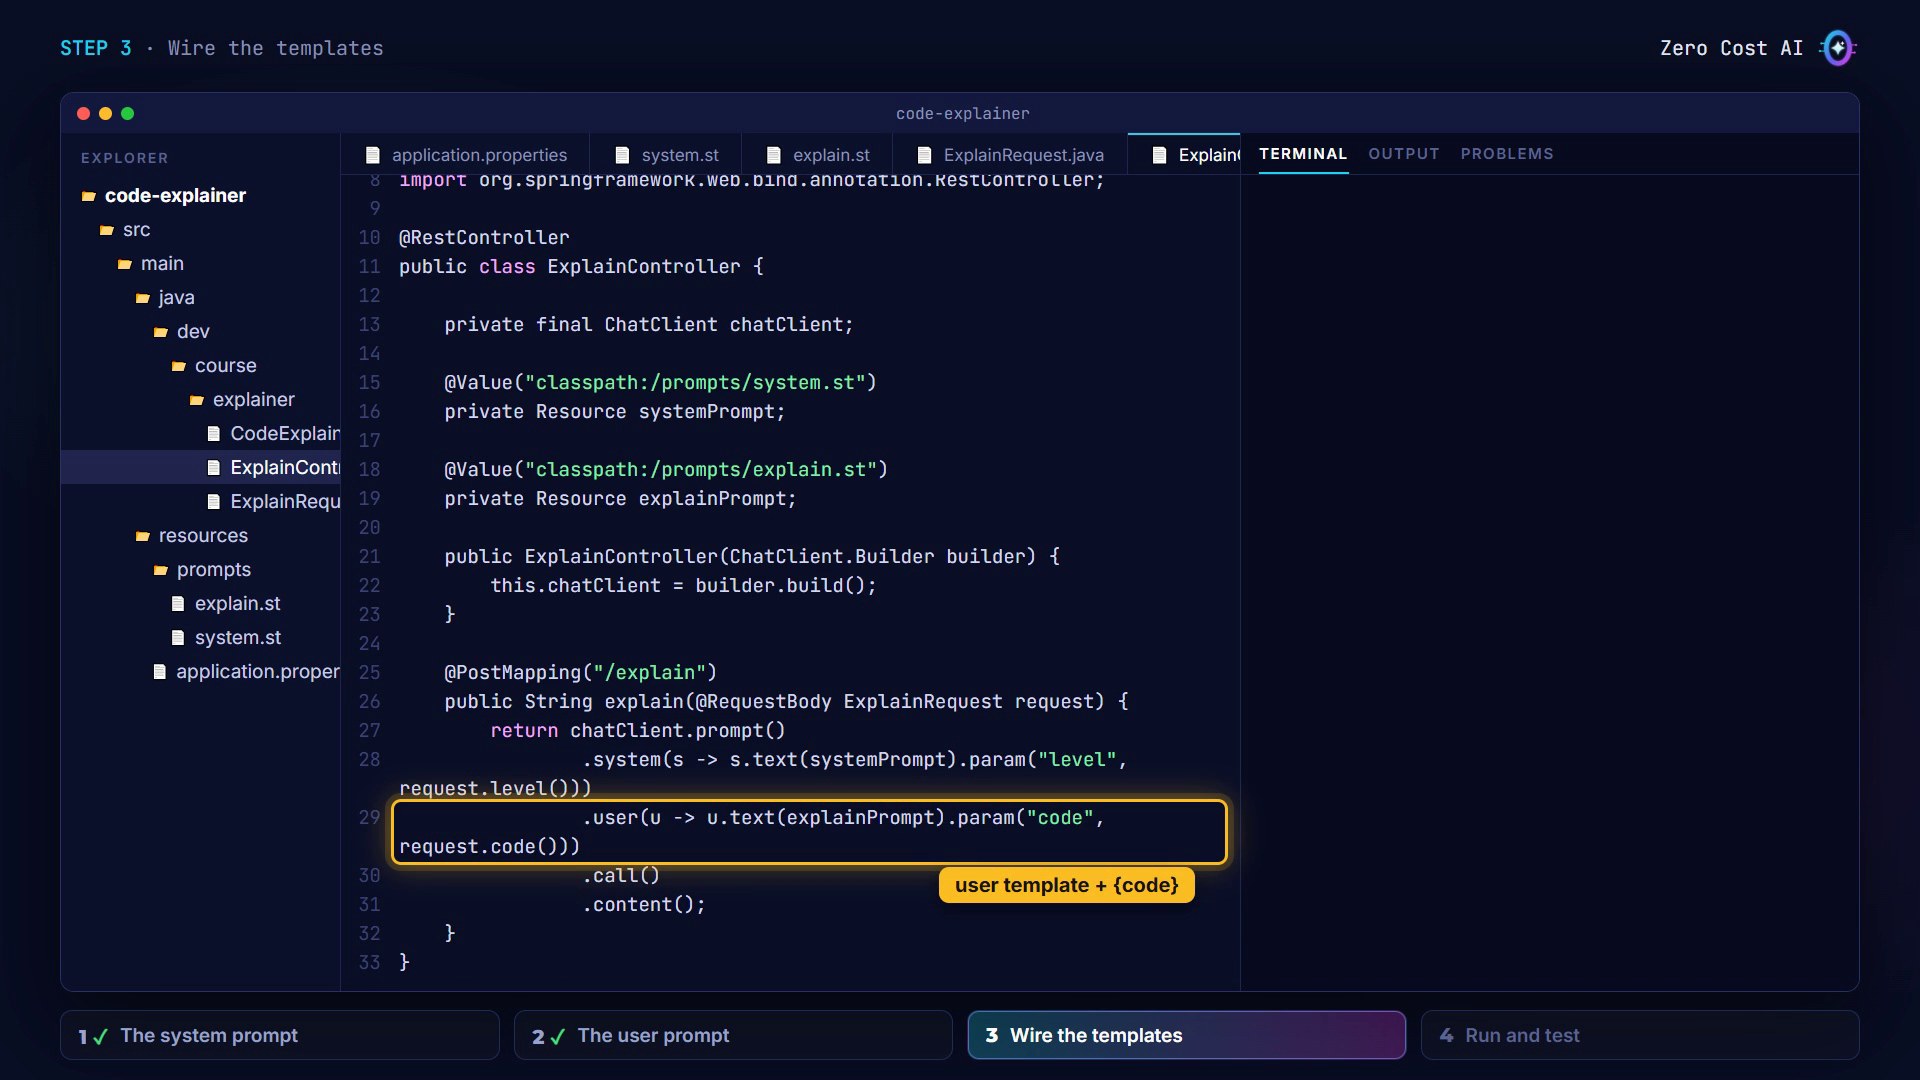 STEP 3 · Wire the templates
Zero Cost AI
code-explainer
EXPLORER
code-explainer
src
main
java
dev
course
explainer
CodeExplain
ExplainContr
ExplainRequ
resources
prompts
explain.st
system.st
application.proper
application.properties
system.st
explain.st
ExplainRequest.java
Explain
TERMINAL OUTPUT PROBLEMS
8 import org.springframework.web.bind.annotation.RestController;
9
10 @RestController
11 public class ExplainController {
12
13     private final ChatClient chatClient;
14
15     @Value("classpath:/prompts/system.st")
16     private Resource systemPrompt;
17
18     @Value("classpath:/prompts/explain.st")
19     private Resource explainPrompt;
20
21     public ExplainController(ChatClient.Builder builder) {
22         this.chatClient = builder.build();
23     }
24
25     @PostMapping("/explain")
26     public String explain(@RequestBody ExplainRequest request) {
27         return chatClient.prompt()
28                 .system(s -> s.text(systemPrompt).param("level",
request.level()))
29                 .user(u -> u.text(explainPrompt).param("code",
request.code()))
30                 .call()
31                 .content();
32     }
33 }
user template + {code}
1 ✓ The system prompt
2 ✓ The user prompt
3 Wire the templates
4 Run and test